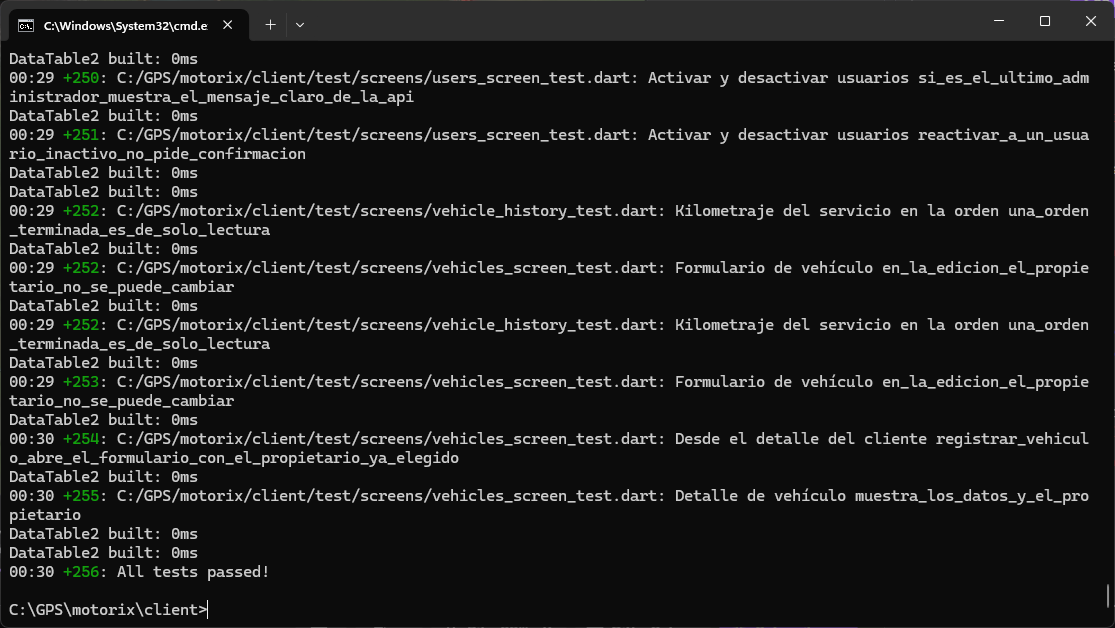 C:\Windows\System32\cmd.e
DataTable2 built: 0ms
00:29 +250: C:/GPS/motorix/client/test/screens/users_screen_test.dart: Activar y desactivar usuarios si_es_el_ultimo_adm
inistrador_muestra_el_mensaje_claro_de_la_api
DataTable2 built: 0ms
00:29 +251: C:/GPS/motorix/client/test/screens/users_screen_test.dart: Activar y desactivar usuarios reactivar_a_un_usua
rio_inactivo_no_pide_confirmacion
DataTable2 built: 0ms
DataTable2 built: 0ms
00:29 +252: C:/GPS/motorix/client/test/screens/vehicle_history_test.dart: Kilometraje del servicio en la orden una_orden
_terminada_es_de_solo_lectura
DataTable2 built: 0ms
00:29 +252: C:/GPS/motorix/client/test/screens/vehicles_screen_test.dart: Formulario de vehículo en_la_edicion_el_propie
tario_no_se_puede_cambiar
DataTable2 built: 0ms
00:29 +252: C:/GPS/motorix/client/test/screens/vehicle_history_test.dart: Kilometraje del servicio en la orden una_orden
_terminada_es_de_solo_lectura
DataTable2 built: 0ms
00:29 +253: C:/GPS/motorix/client/test/screens/vehicles_screen_test.dart: Formulario de vehículo en_la_edicion_el_propie
tario_no_se_puede_cambiar
DataTable2 built: 0ms
00:30 +254: C:/GPS/motorix/client/test/screens/vehicles_screen_test.dart: Desde el detalle del cliente registrar_vehicul
o_abre_el_formulario_con_el_propietario_ya_elegido
DataTable2 built: 0ms
00:30 +255: C:/GPS/motorix/client/test/screens/vehicles_screen_test.dart: Detalle de vehículo muestra_los_datos_y_el_pro
pietario
DataTable2 built: 0ms
DataTable2 built: 0ms
00:30 +256: All tests passed!
C:\GPS\motorix\client>